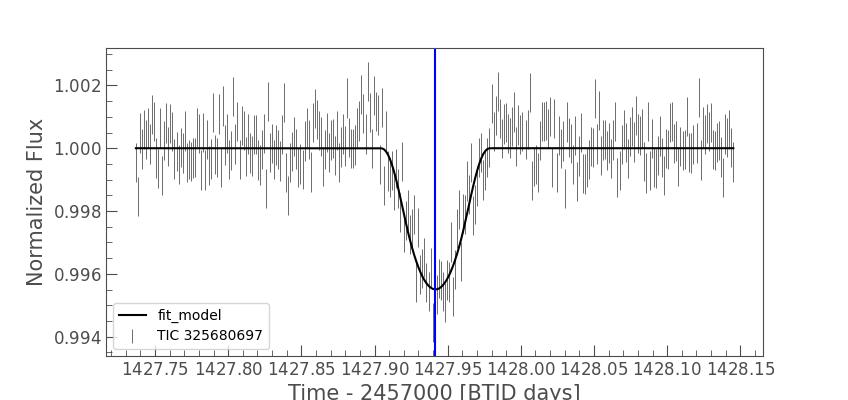 Normalized Flux
1.002
1.000
0.998
0.996
0.994
fit_model
TIC 325680697
1427.75 1427.80 1427.85 1427.90 1427.95 1428.00 1428.05 1428.10 1428.15
Time - 2457000 [BTJD days]